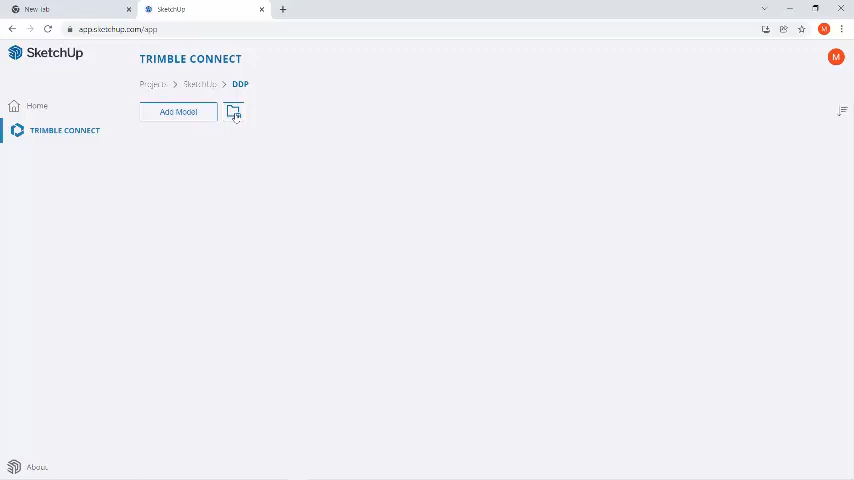 New Tab
SketchUp
app.sketchup.com/app
M
SketchUp
TRIMBLE CONNECT
M
Projects > SketchUp > DDP
Home
Add Model
TRIMBLE CONNECT
About